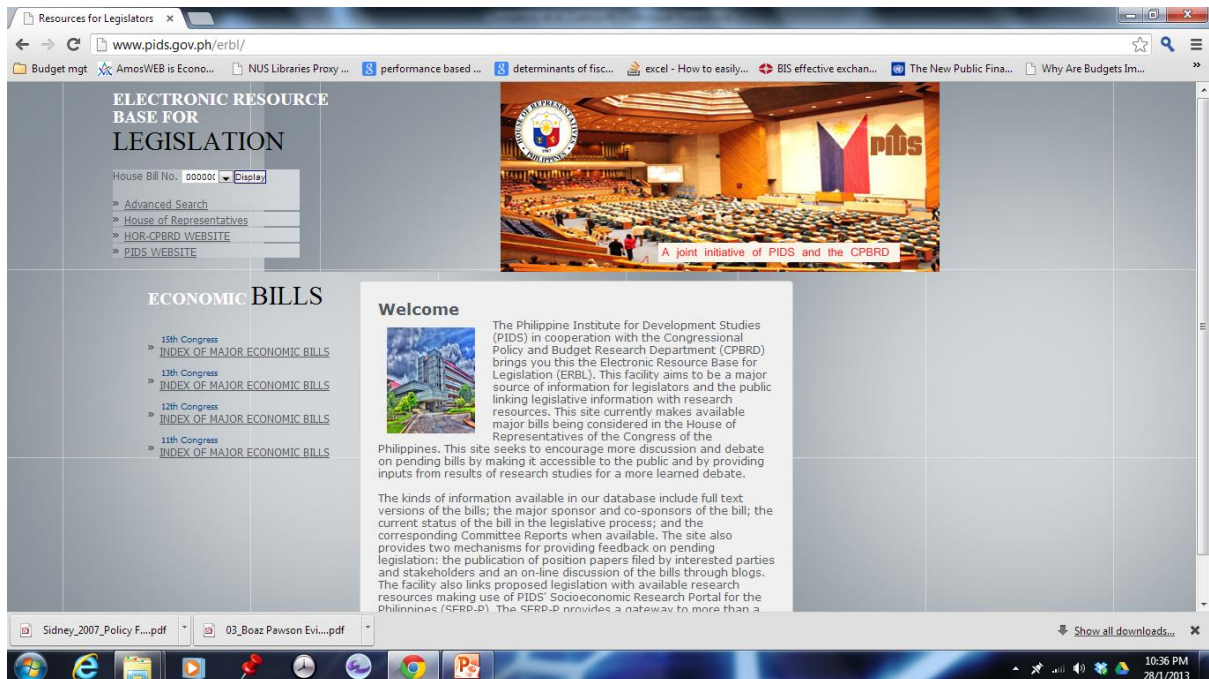 Resources for Legislators
www.pids.gov.ph/erbl/
Budget mgt
AmosWEB is Econo...
NUS Libraries Proxy ...
performance based ...
determinants of fisc...
excel - How to easily...
BIS effective exchan...
The New Public Fina...
Why Are Budgets Im...
ELECTRONIC RESOURCE
BASE FOR
LEGISLATION
House Bill No. 00000 Display
» Advanced Search
» House of Representatives
» HOR-CPBRD WEBSITE
» PIDS WEBSITE
HOUSE OF REPRESENTATIVES
PHILIPPINES
PIDS
A joint initiative of PIDS and the CPBRD
ECONOMIC BILLS
15th Congress
» INDEX OF MAJOR ECONOMIC BILLS
13th Congress
» INDEX OF MAJOR ECONOMIC BILLS
12th Congress
» INDEX OF MAJOR ECONOMIC BILLS
11th Congress
» INDEX OF MAJOR ECONOMIC BILLS
Welcome
The Philippine Institute for Development Studies
(PIDS) in cooperation with the Congressional
Policy and Budget Research Department (CPBRD)
brings you this the Electronic Resource Base for
Legislation (ERBL). This facility aims to be a major
source of information for legislators and the public
linking legislative information with research
resources. This site currently makes available
major bills being considered in the House of
Representatives of the Congress of the
Philippines. This site seeks to encourage more discussion and debate
on pending bills by making it accessible to the public and by providing
inputs from results of research studies for a more learned debate.
The kinds of information available in our database include full text
versions of the bills; the major sponsor and co-sponsors of the bill; the
current status of the bill in the legislative process; and the
corresponding Committee Reports when available. The site also
provides two mechanisms for providing feedback on pending
legislation: the publication of position papers filed by interested parties
and stakeholders and an on-line discussion of the bills through blogs.
The facility also links proposed legislation with available research
resources making use of PIDS' Socioeconomic Research Portal for the
Philippines (SERP-P). The SERP-P provides a gateway to more than a
Sidney_2007_Policy F....pdf
03_Boaz Pawson Evi....pdf
Show all downloads...
10:36 PM
28/1/2013